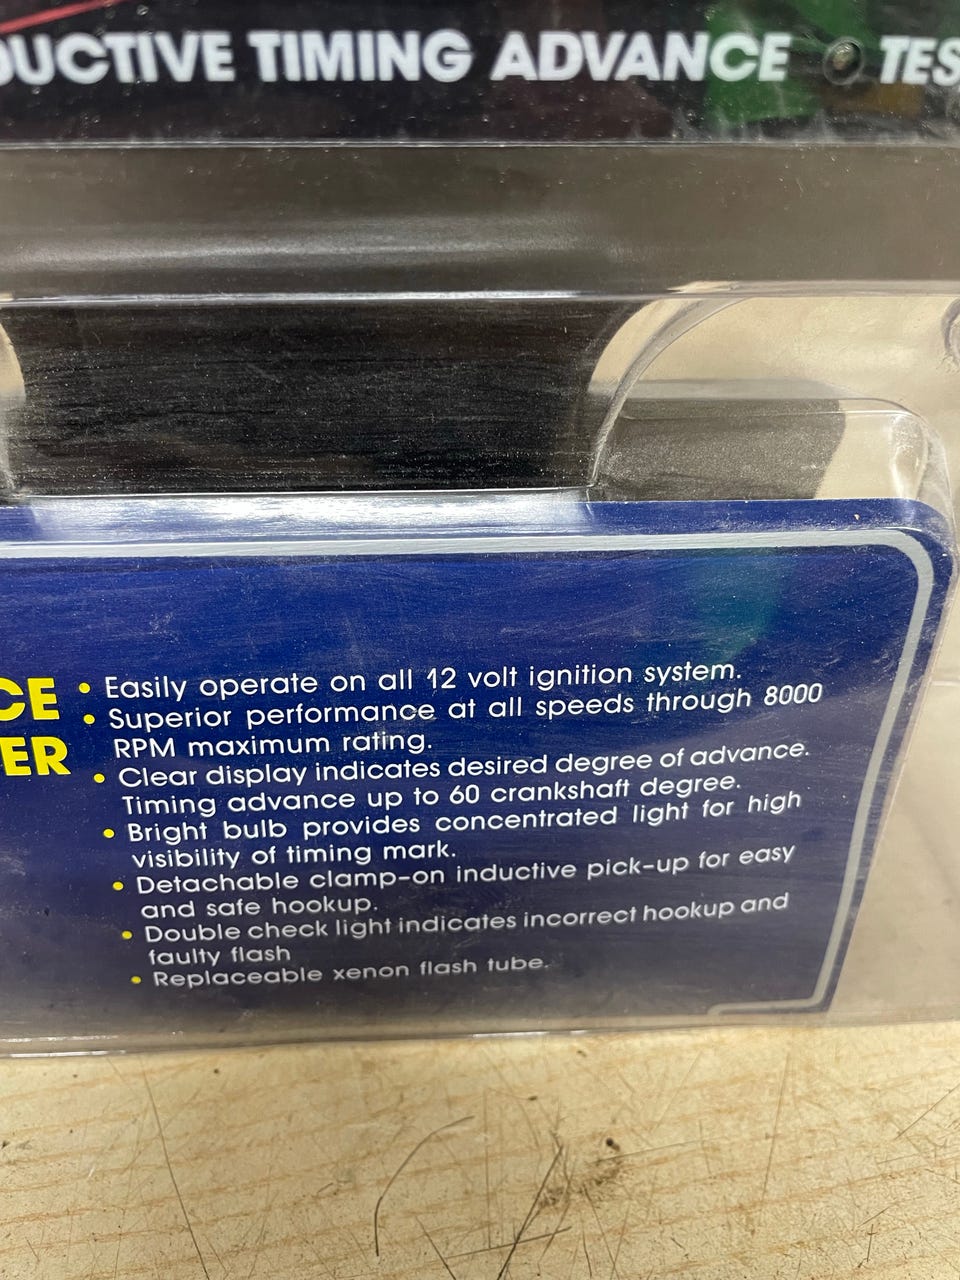 DUCTIVE TIMING ADVANCE • TES
CE
ER
• Easily operate on all 12 volt ignition system.
• Superior performance at all speeds through 8000
RPM maximum rating.
• Clear display indicates desired degree of advance.
Timing advance up to 60 crankshaft degree.
• Bright bulb provides concentrated light for high
visibility of timing mark.
• Detachable clamp-on inductive pick-up for easy
and safe hookup.
• Double check light indicates incorrect hookup and
faulty flash
• Replaceable xenon flash tube.